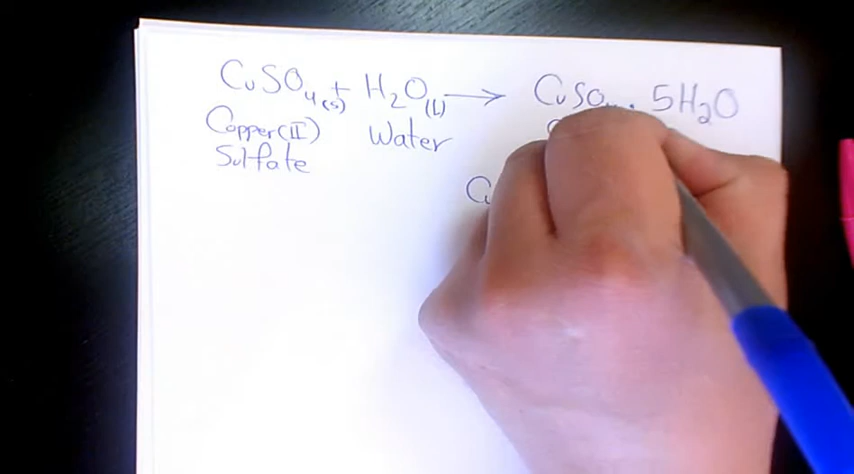 CuSO4(s) + H2O(L) → CuSO4 · 5H2O
Copper(II) Water
Sulfate